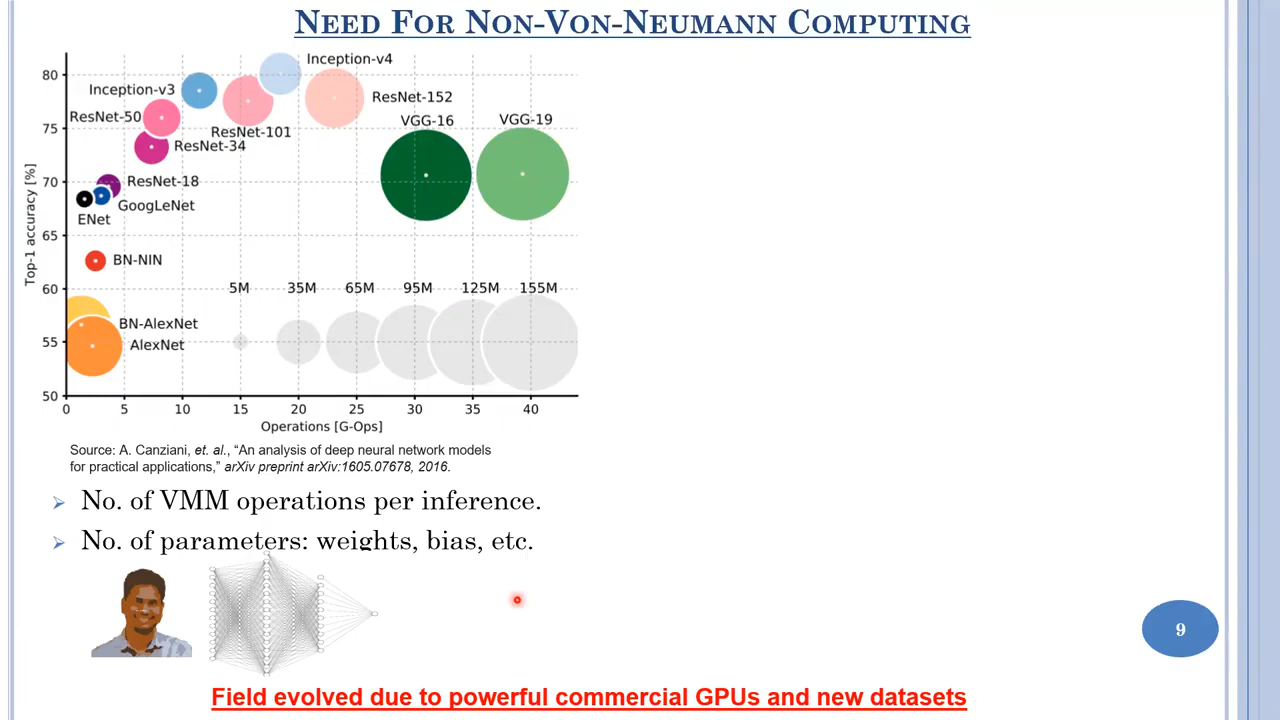 NEED FOR NON-VON-NEUMANN COMPUTING
80
75
70
65
60
55
50
0
5
10
15
20
25
30
35
40
Top-1 accuracy [%]
Operations [G-Ops]
Inception-v4
Inception-v3
ResNet-152
ResNet-50
VGG-16
VGG-19
ResNet-101
ResNet-34
ResNet-18
GoogLeNet
ENet
BN-NIN
5M
35M
65M
95M
125M
155M
BN-AlexNet
AlexNet
Source: A. Canziani, et. al., “An analysis of deep neural network models
for practical applications,” arXiv preprint arXiv:1605.07678, 2016.
No. of VMM operations per inference.
No. of parameters: weights, bias, etc.
9
Field evolved due to powerful commercial GPUs and new datasets